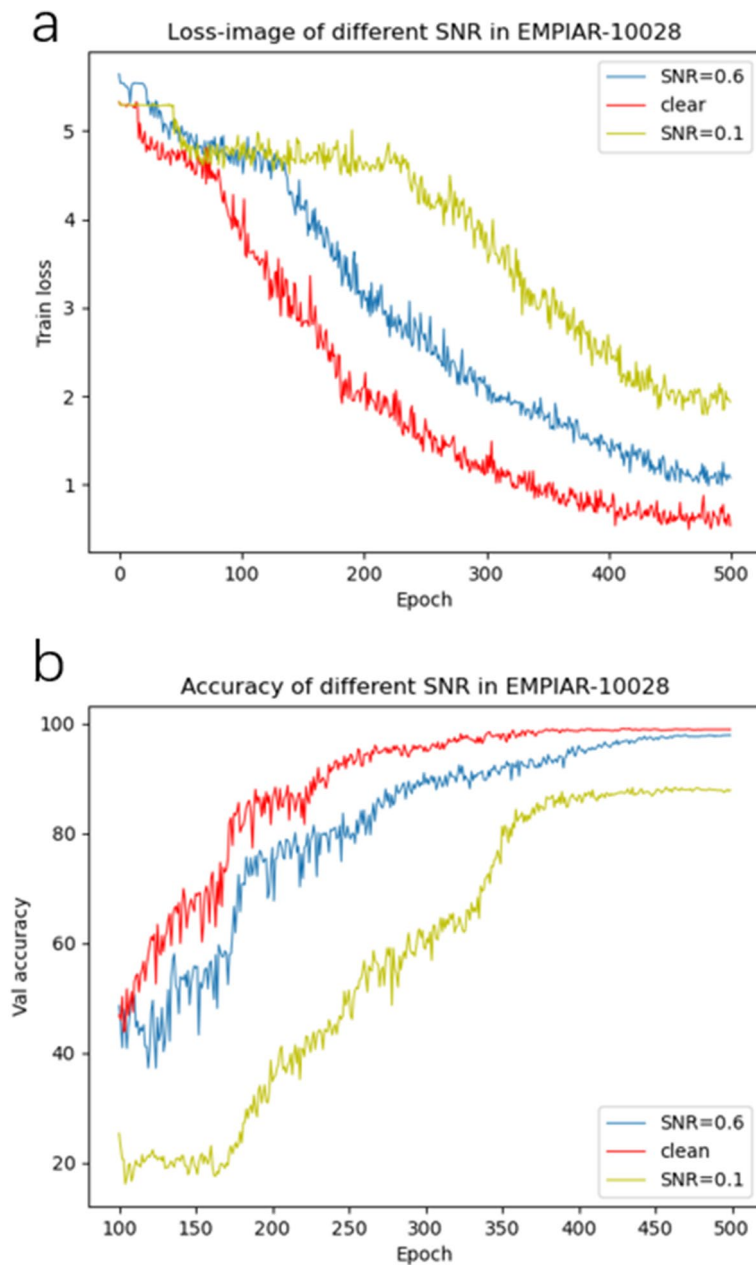 a
Loss-image of different SNR in EMPIAR-10028
SNR=0.6
clear
SNR=0.1
5
4
3
2
1
Train loss
0 100 200 300 400 500
Epoch
b
Accuracy of different SNR in EMPIAR-10028
100
80
60
40
20
Val accuracy
SNR=0.6
clean
SNR=0.1
100 150 200 250 300 350 400 450 500
Epoch